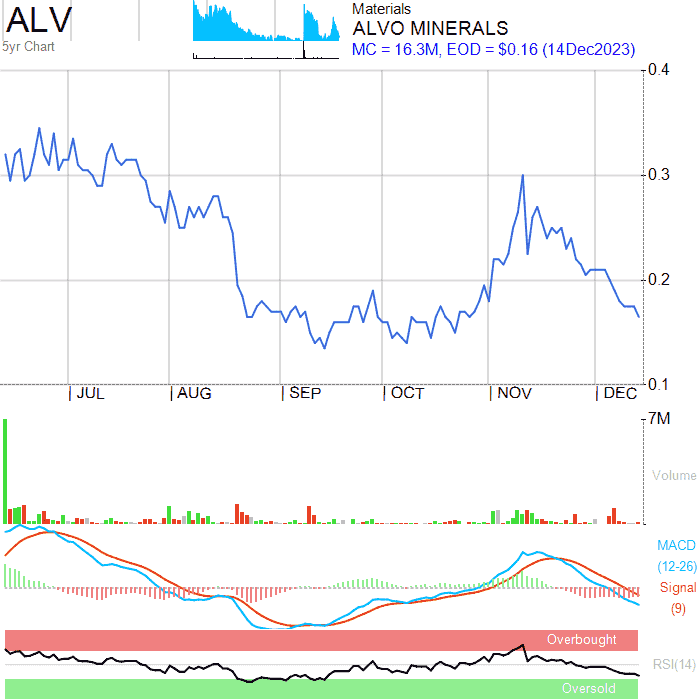 ALV
5yr Chart
Materials
ALVO MINERALS
MC = 16.3M, EOD = $0.16 (14Dec2023)
0.4
0.3
0.2
0.1
JUL
AUG
SEP
OCT
NOV
DEC
7M
Volume
MACD
(12-26)
Signal
(9)
Overbought
RSI(14)
Oversold